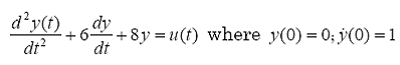 d²y(t)/dt² + 6 dy/dt + 8y = u(t) where y(0) = 0; ẏ(0) = 1